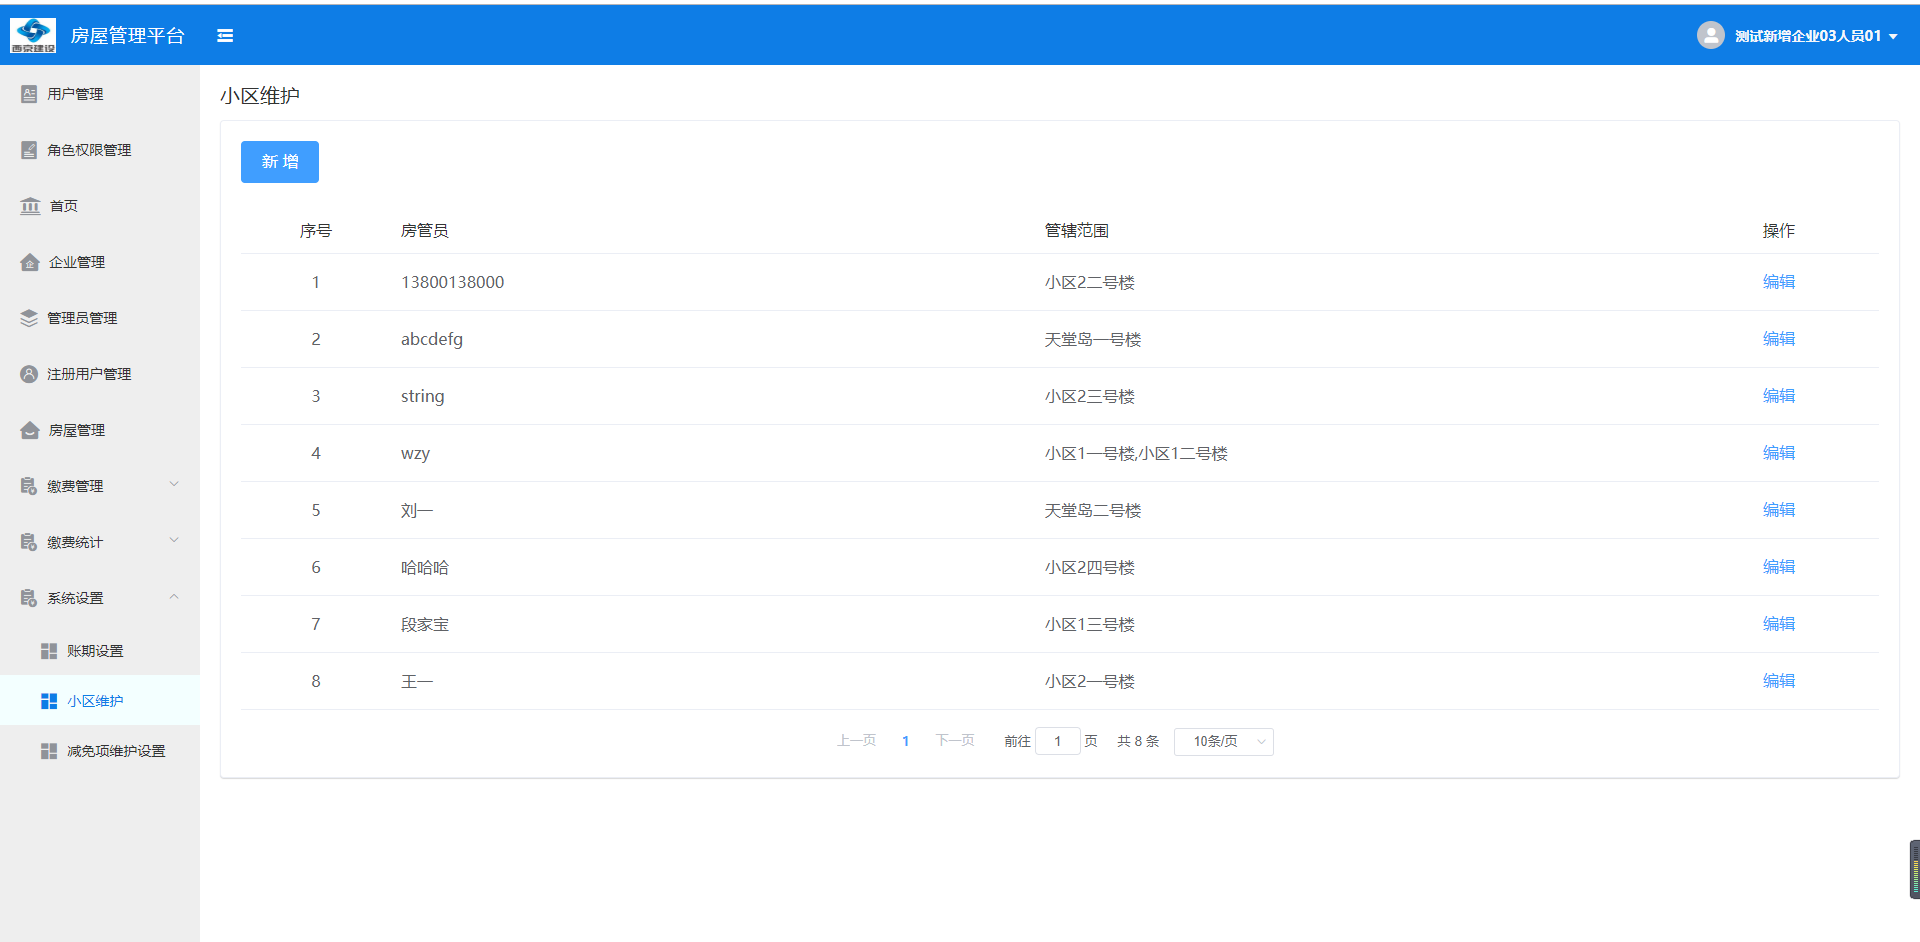 西京建设
房屋管理平台
测试新增企业03人员01
用户管理
角色权限管理
首页
企业管理
管理员管理
注册用户管理
房屋管理
缴费管理
缴费统计
系统设置
账期设置
小区维护
减免项维护设置
小区维护
新 增
序号 房管员 管辖范围 操作
1 13800138000 小区2二号楼 编辑
2 abcdefg 天堂岛一号楼 编辑
3 string 小区2三号楼 编辑
4 wzy 小区1一号楼,小区1二号楼 编辑
5 刘一 天堂岛二号楼 编辑
6 哈哈哈 小区2四号楼 编辑
7 段家宝 小区1三号楼 编辑
8 王一 小区2一号楼 编辑
上一页 1 下一页 前往 1 页 共 8 条 10条/页